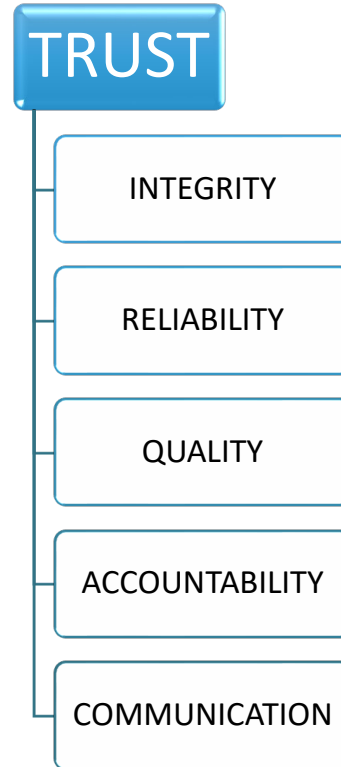 TRUST
INTEGRITY
RELIABILITY
QUALITY
ACCOUNTABILITY
COMMUNICATION